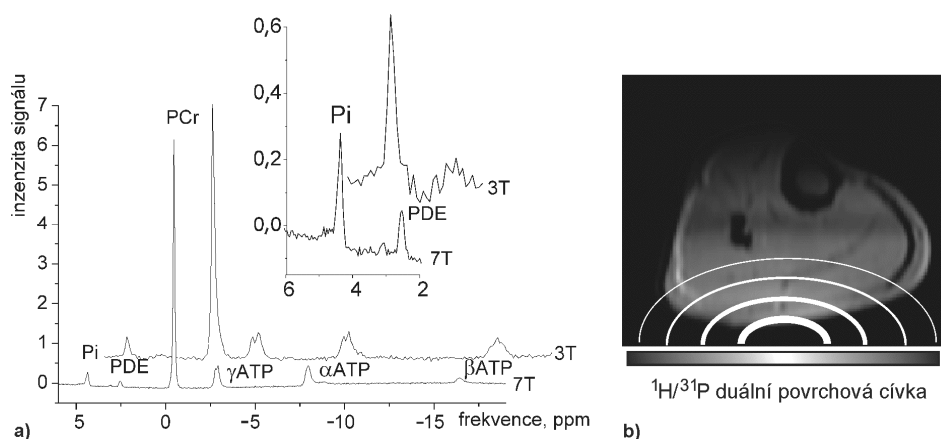 0,6
0,4
0,2
0,0
Pi
PDE
3T
7T
6 4 2
inzenzita signálu
7
6
5
4
3
2
1
0
PCr
Pi
PDE
γATP
αATP
βATP
3T
7T
5 0 -5 -10 -15
frekvence, ppm
a)
¹H/³¹P duální povrchová cívka
b)